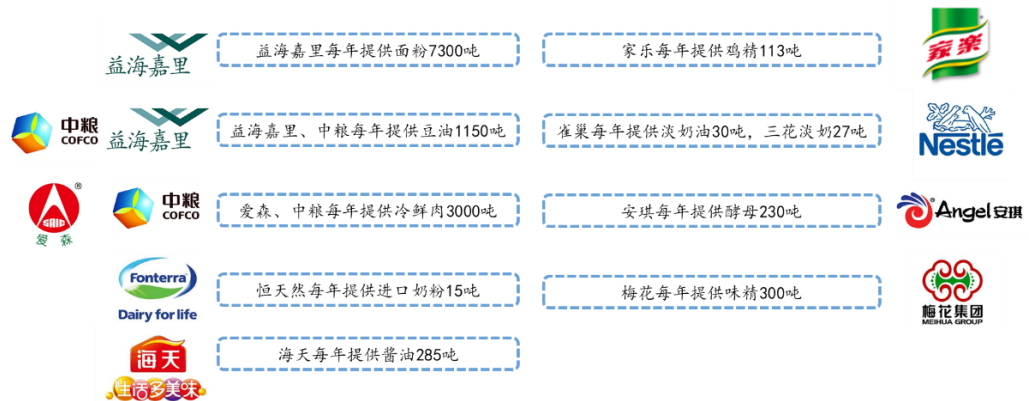 益海嘉里
益海嘉里每年提供面粉7300吨
家乐每年提供鸡精113吨
家樂
中粮
COFCO
益海嘉里
益海嘉里、中粮每年提供豆油1150吨
雀巢每年提供淡奶油30吨，三花淡奶27吨
Nestlé
®
爱森
中粮
COFCO
爱森、中粮每年提供冷鲜肉3000吨
安琪每年提供酵母230吨
Angel安琪
Fonterra
Dairy for life
恒天然每年提供进口奶粉15吨
梅花每年提供味精300吨
梅花集团
MEIHUA GROUP
海天
生活多美味
海天每年提供酱油285吨